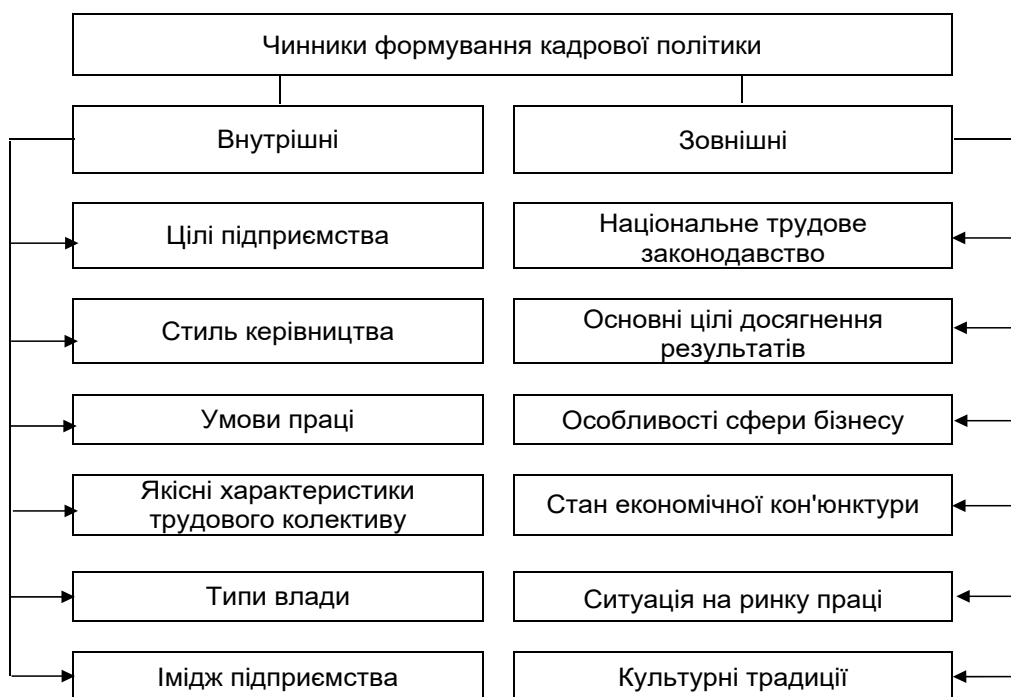 Чинники формування кадрової політики
Внутрішні
Зовнішні
Цілі підприємства
Національне трудове
законодавство
Стиль керівництва
Основні цілі досягнення
результатів
Умови праці
Особливості сфери бізнесу
Якісні характеристики
трудового колективу
Стан економічної кон'юнктури
Типи влади
Ситуація на ринку праці
Імідж підприємства
Культурні традиції